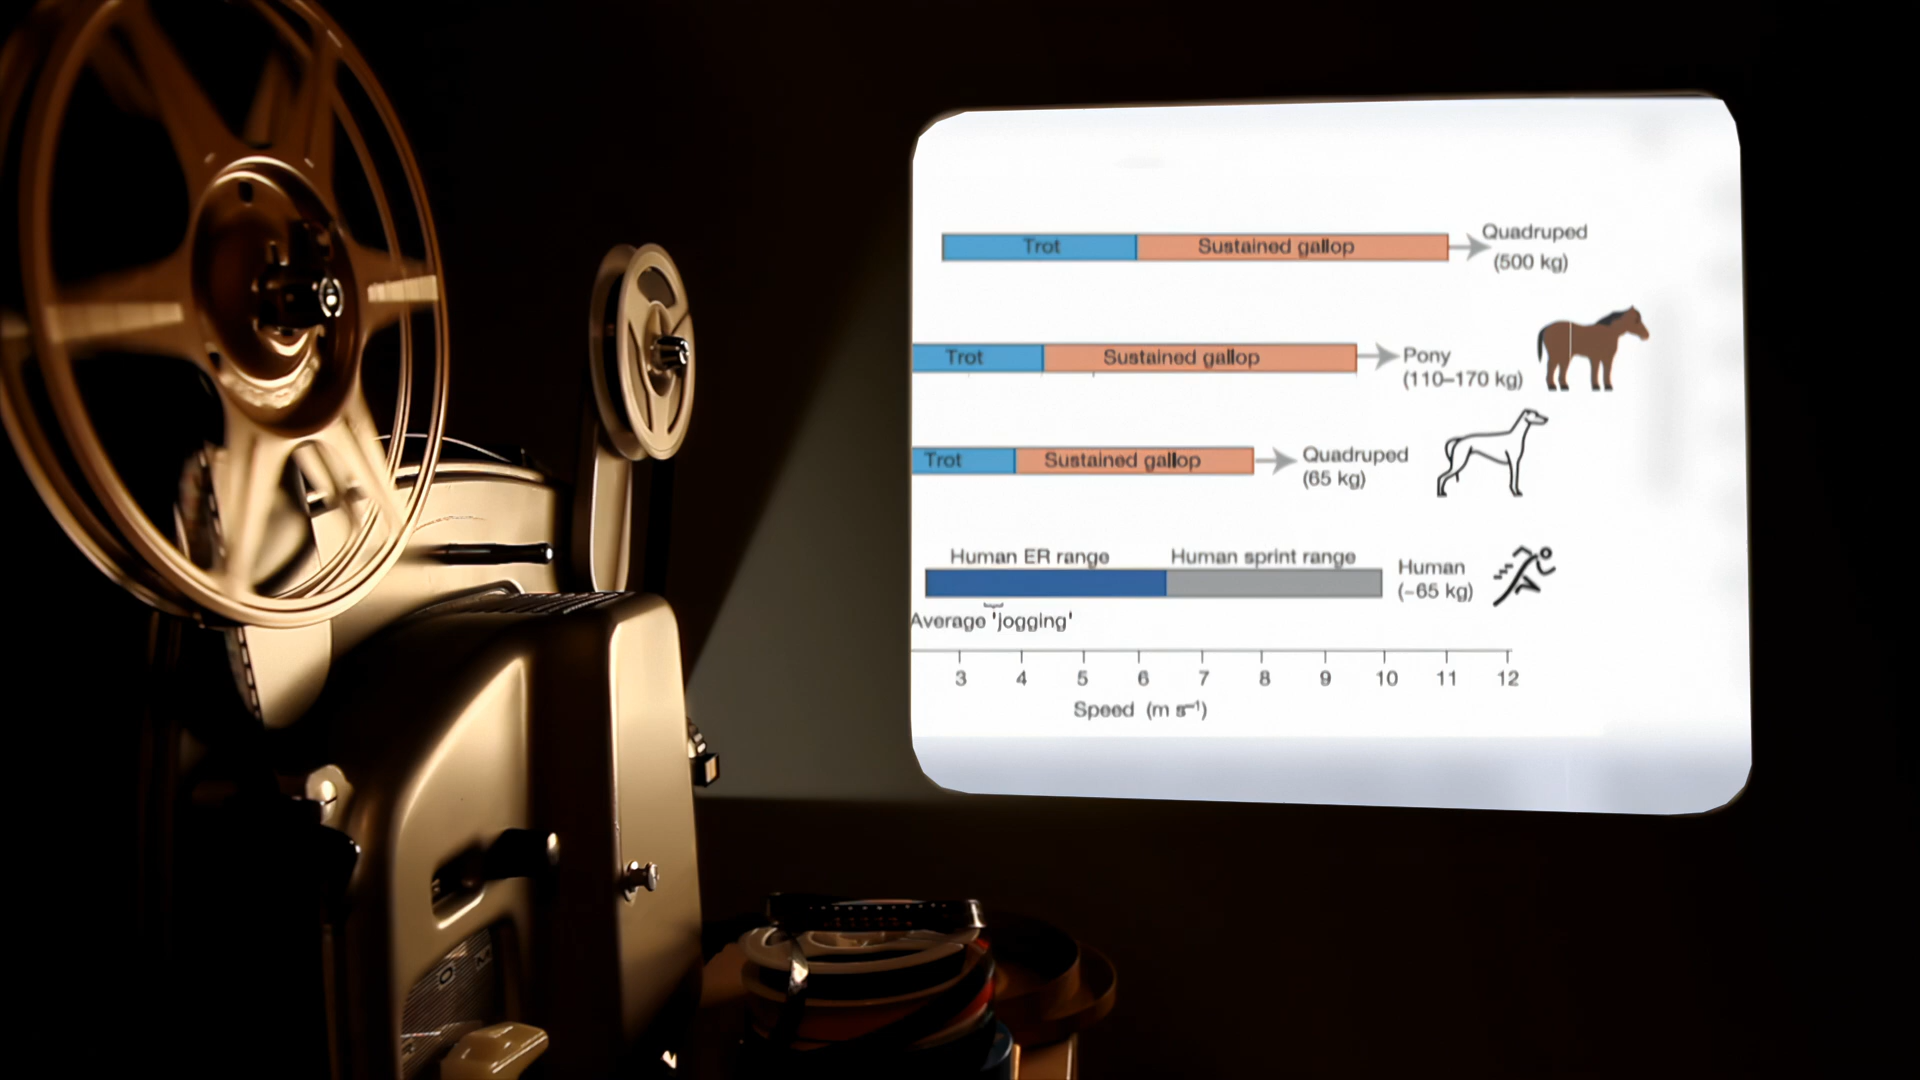 Trot Sustained gallop Quadruped
(500 kg)
Trot Sustained gallop Pony
(110–170 kg)
Trot Sustained gallop Quadruped
(65 kg)
Human ER range Human sprint range Human
(~65 kg)
Average 'jogging'
3 4 5 6 7 8 9 10 11 12
Speed (m s⁻¹)
O M